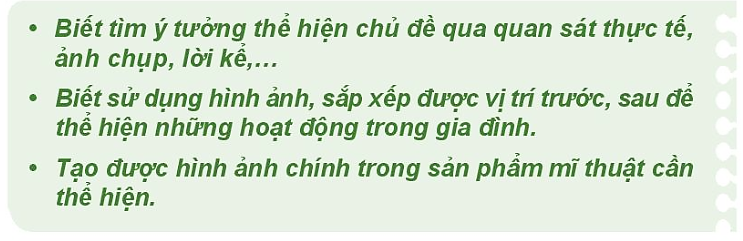 • Biết tìm ý tưởng thể hiện chủ đề qua quan sát thực tế,
ảnh chụp, lời kể,...
• Biết sử dụng hình ảnh, sắp xếp được vị trí trước, sau để
thể hiện những hoạt động trong gia đình.
• Tạo được hình ảnh chính trong sản phẩm mĩ thuật cần
thể hiện.